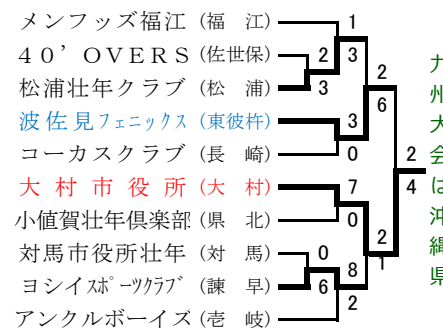 メンフッズ福江 (福　江) 1
４０’ＯＶＥＲＳ (佐世保) 2 3
松浦壮年クラブ (松　浦) 3 2
波佐見フェニックス (東彼杵) 3 6
コーカスクラブ (長　崎) 0 2
大村市役所 (大　村) 7 4
小値賀壮年倶楽部 (県　北) 0 2
対馬市役所壮年 (対　馬) 0 1
ヨシイスポーツクラブ (諫　早) 6 8
アンクルボーイズ (壱　岐) 2
九州大会は沖縄県